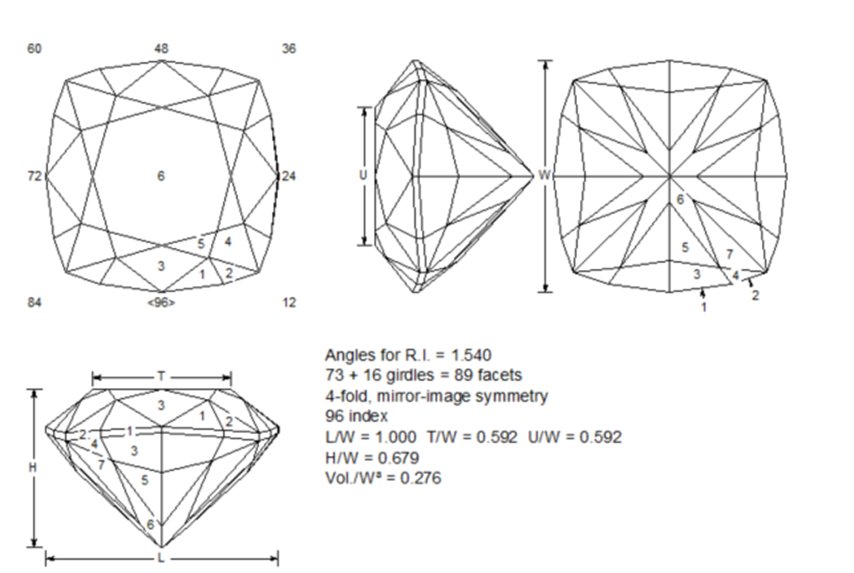 60 48 36
72 6 24
5 4
3 1 2
84 <96> 12
U W
6
5 7
3 4
1 2
T
3 1 2
2 1
4 3
7
5
6
H
L
Angles for R.I. = 1.540
73 + 16 girdles = 89 facets
4-fold, mirror-image symmetry
96 index
L/W = 1.000 T/W = 0.592 U/W = 0.592
H/W = 0.679
Vol./W³ = 0.276